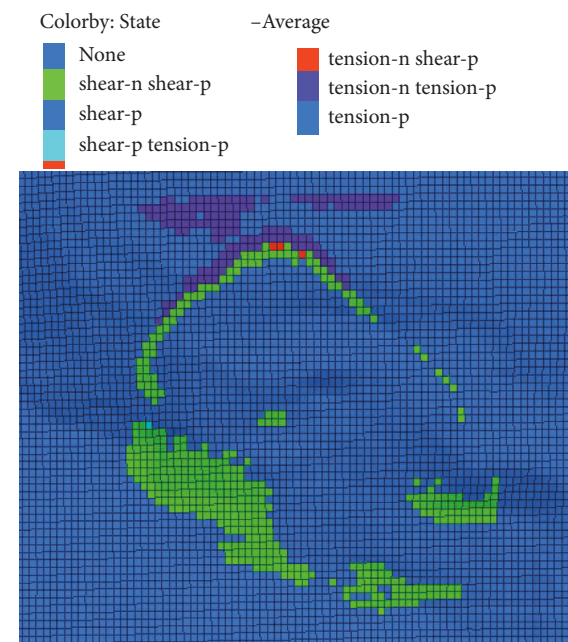 Colorby: State –Average
None
shear-n shear-p
shear-p
shear-p tension-p
tension-n shear-p
tension-n tension-p
tension-p